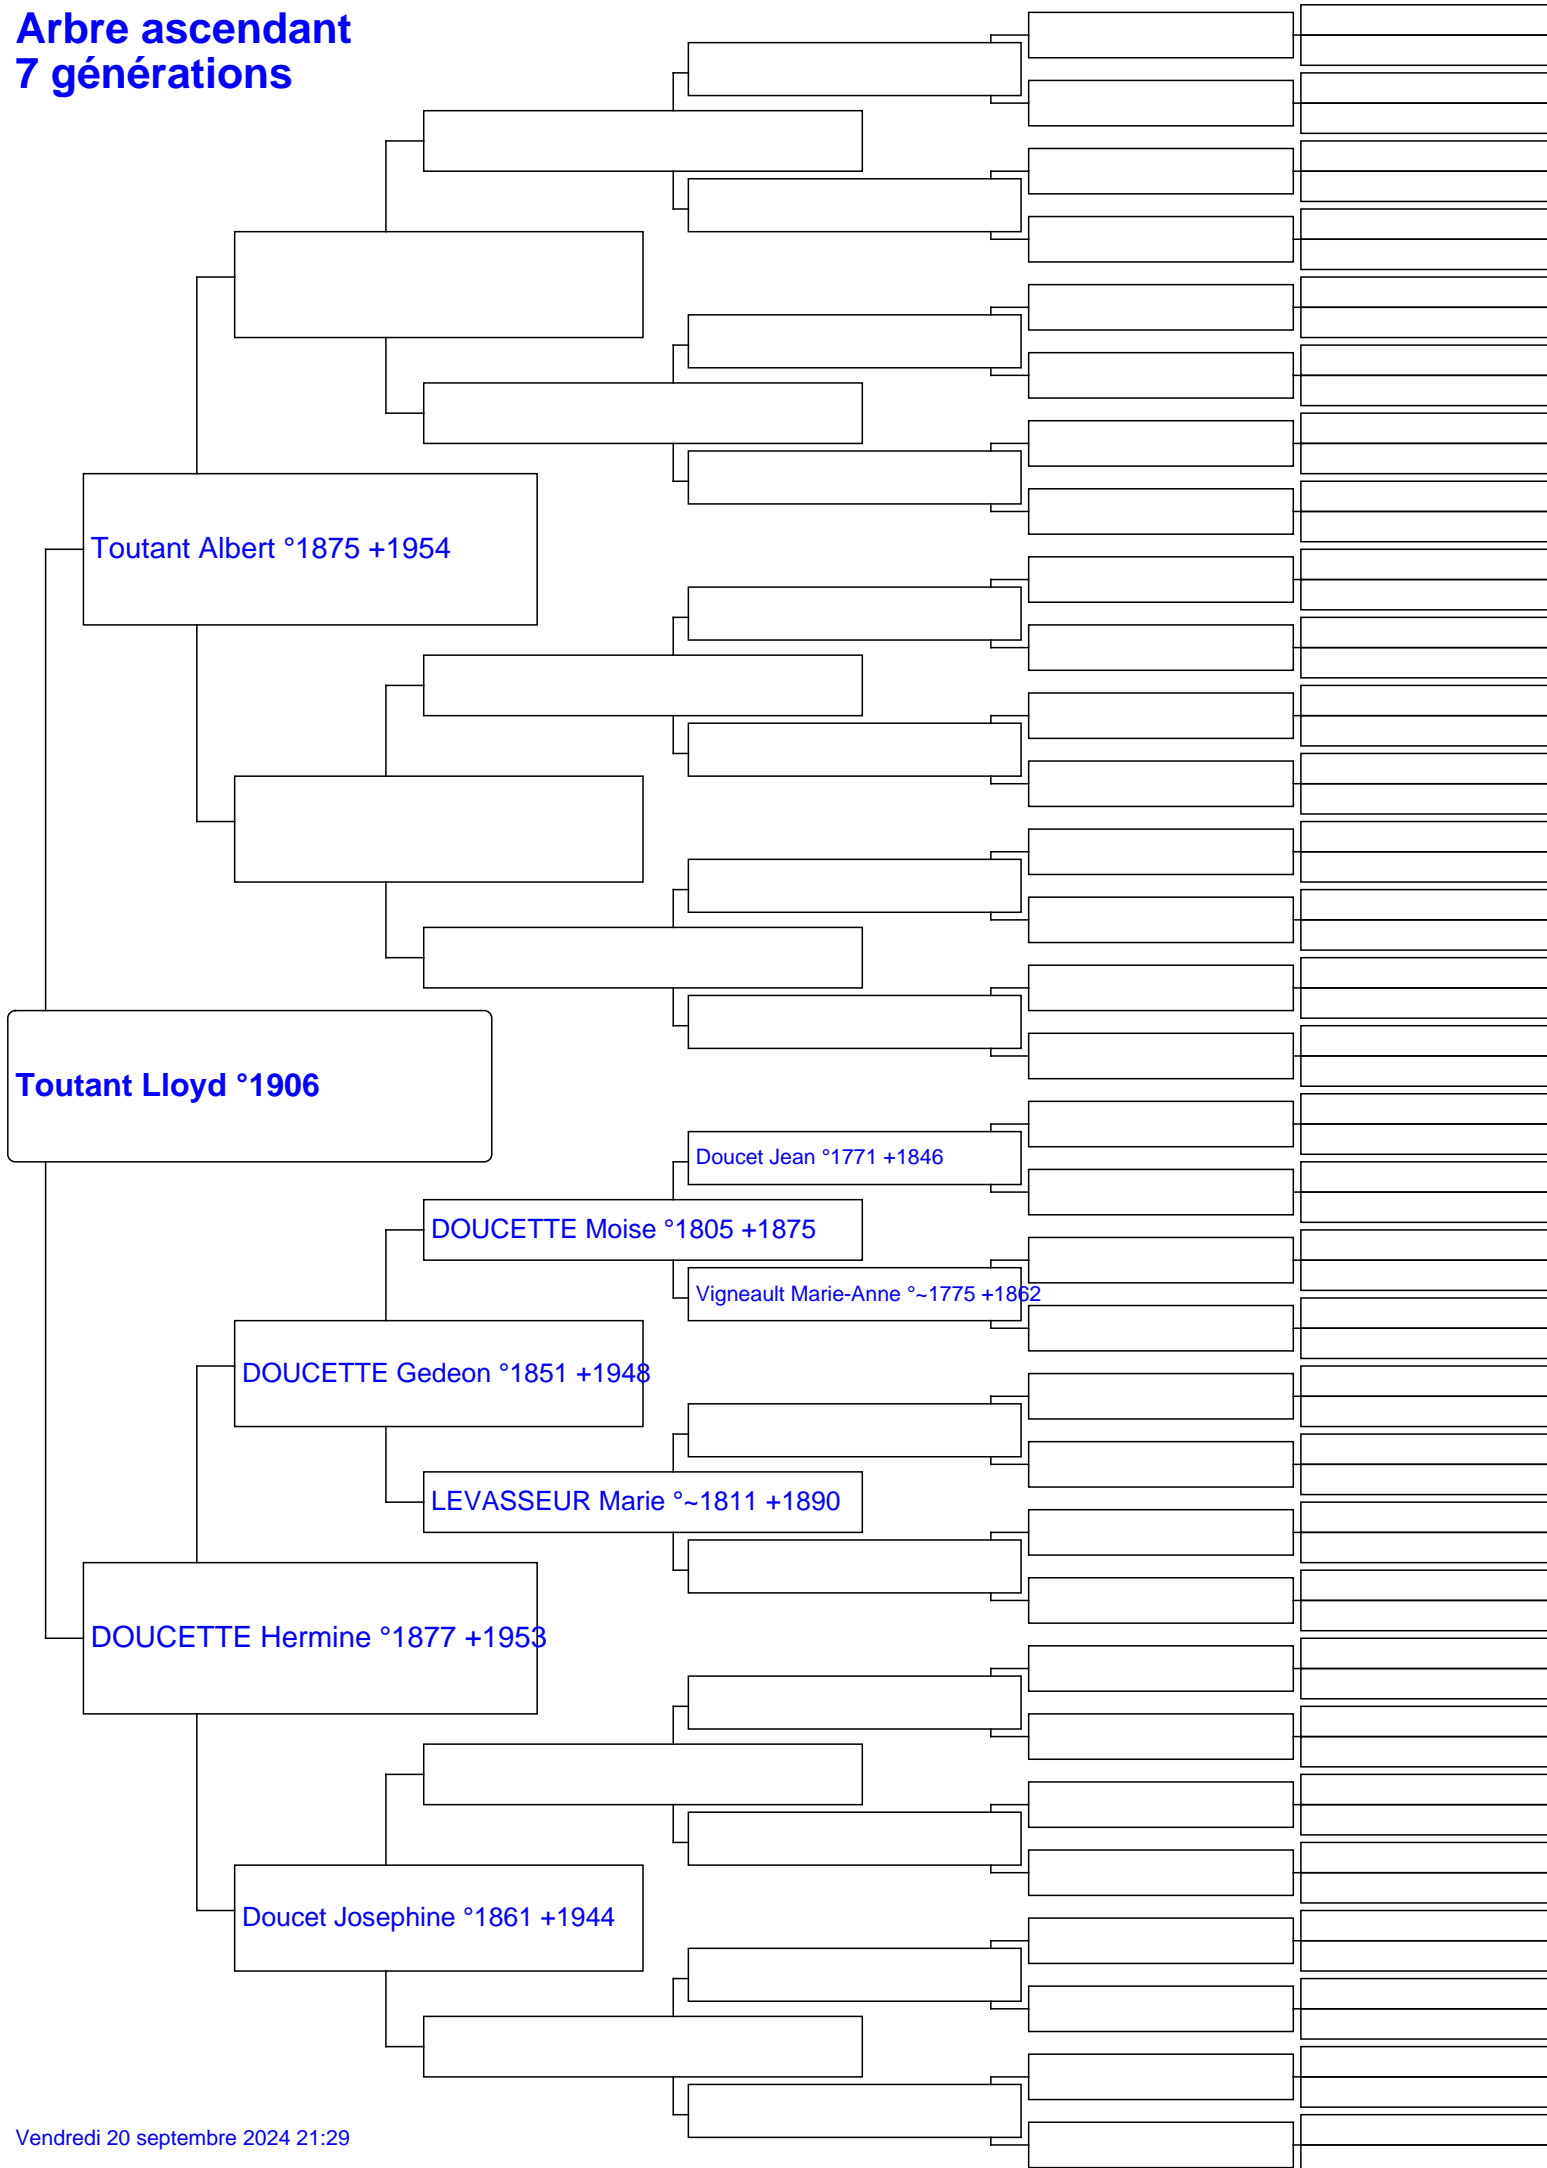 Arbre ascendant
7 générations
Toutant Albert °1875 +1954
Toutant Lloyd °1906
Doucet Jean °1771 +1846
DOUCETTE Moise °1805 +1875
Vigneault Marie-Anne °~1775 +1862
DOUCETTE Gedeon °1851 +1948
LEVASSEUR Marie °~1811 +1890
DOUCETTE Hermine °1877 +1953
Doucet Josephine °1861 +1944
Vendredi 20 septembre 2024 21:29